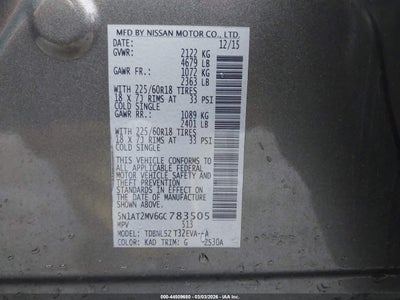 MFD BY NISSAN MOTOR CO., LTD.
DATE: 12/15
GVWR: 2122 KG
4679 LB
GAWR FR.: 1072 KG
2363 LB
WITH 225/60R18 TIRES
18 X 7J RIMS AT 33 PSI
COLD SINGLE
GAWR RR.: 1089 KG
2401 LB
WITH 225/60R18 TIRES
18 X 7J RIMS AT 33 PSI
COLD SINGLE
THIS VEHICLE CONFORMS TO
ALL APPLICABLE FEDERAL
MOTOR VEHICLE SAFETY AND
THEFT PREVENTION
STANDARDS IN EFFECT ON
THE DATE OF MANUFACTURE
SHOWN ABOVE.
5N1AT2MV6GC783505
MPV 513
MODEL: TDBNLSZ T32EVA-
COLOR: KAD TRIM: G
000-44509680 - 03/03/2026 - IAA